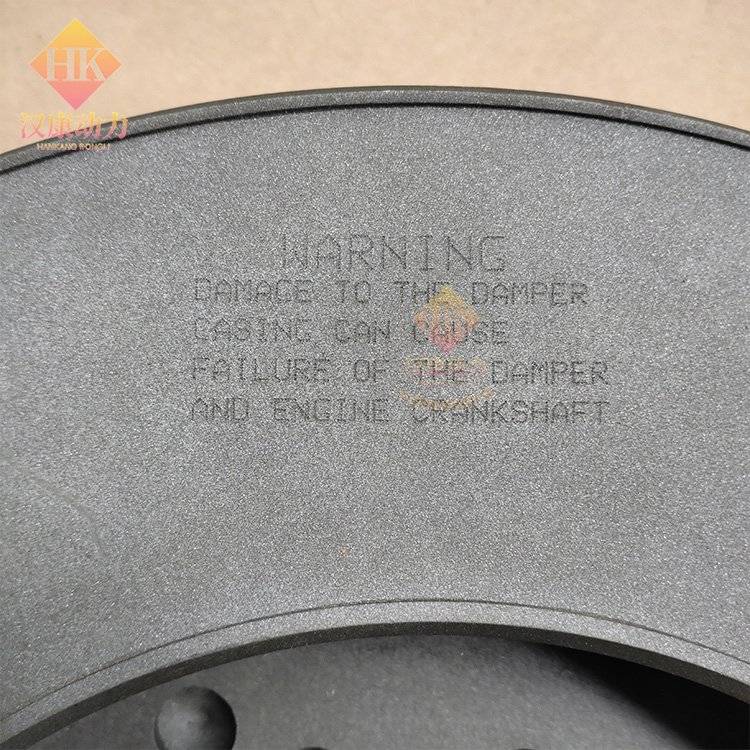 HK
汉康动力
HANKANG DONGLI
WARNING
DAMAGE TO THE DAMPER
CASING CAN CAUSE
FAILURE OF THE DAMPER
AND ENGINE CRANKSHAFT